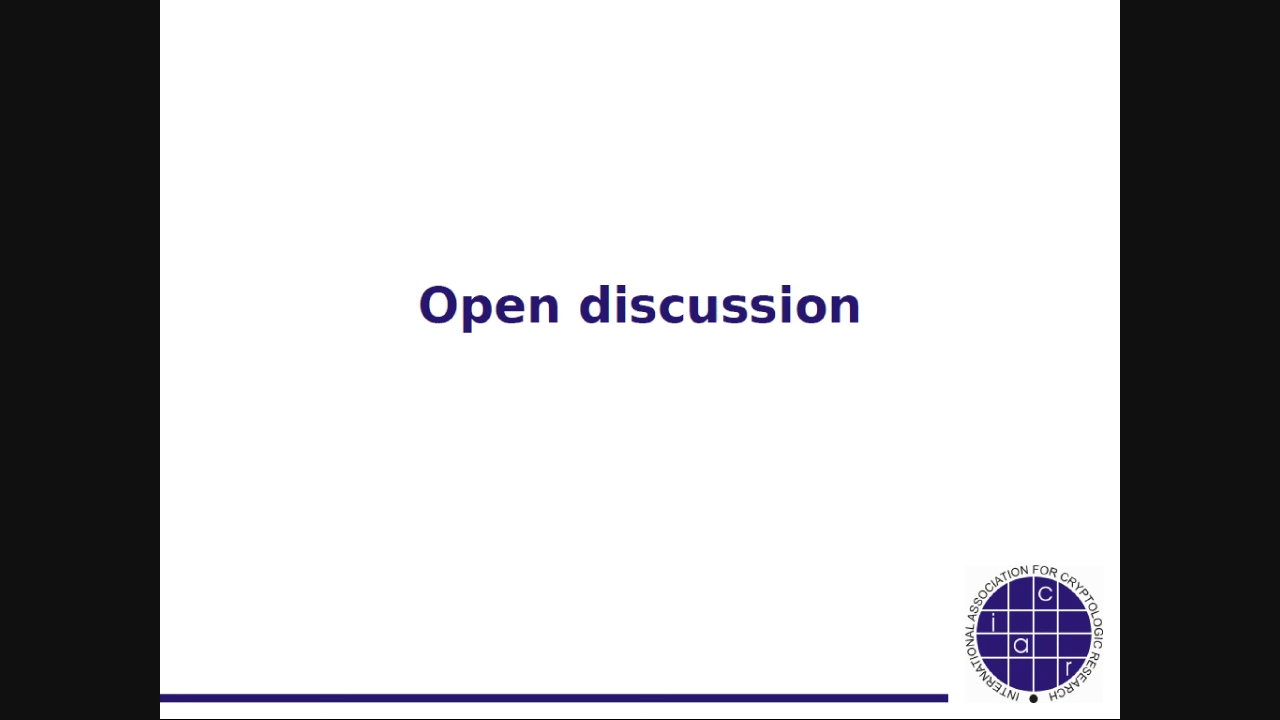 Open discussion
INTERNATIONAL ASSOCIATION FOR CRYPTOLOGIC RESEARCH
c
i
a
r